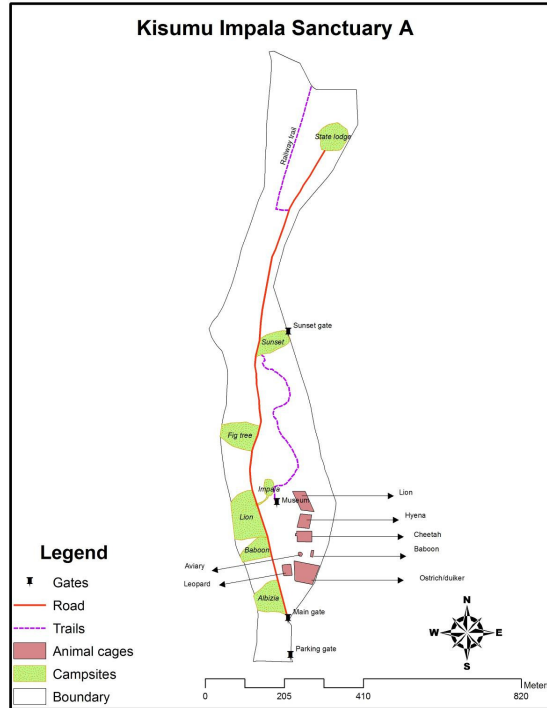 Kisumu Impala Sanctuary A
State lodge
Railway trail
Sunset gate
Sunset
Fig tree
Impala
Museum
Lion
Lion
Hyena
Cheetah
Baboon
Baboon
Aviary
Leopard
Ostrich/duiker
Albizia
Main gate
Parking gate
Legend
Gates
Road
Trails
Animal cages
Campsites
Boundary
N
W E
S
0 205 410 820
Meter